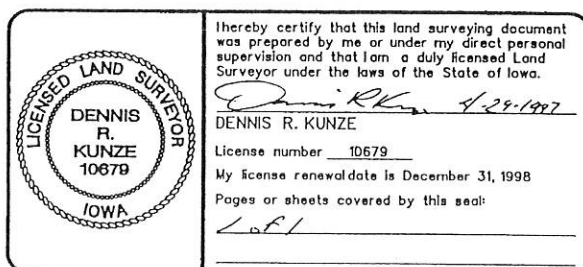 LICENSED LAND SURVEYOR
DENNIS
R.
KUNZE
10679
IOWA
I hereby certify that this land surveying document
was prepared by me or under my direct personal
supervision and that I am a duly licensed Land
Surveyor under the laws of the State of Iowa.
Dennis R Kunze 4-29-1997
DENNIS R. KUNZE
License number 10679
My license renewal date is December 31, 1998
Pages or sheets covered by this seal:
1 of 1